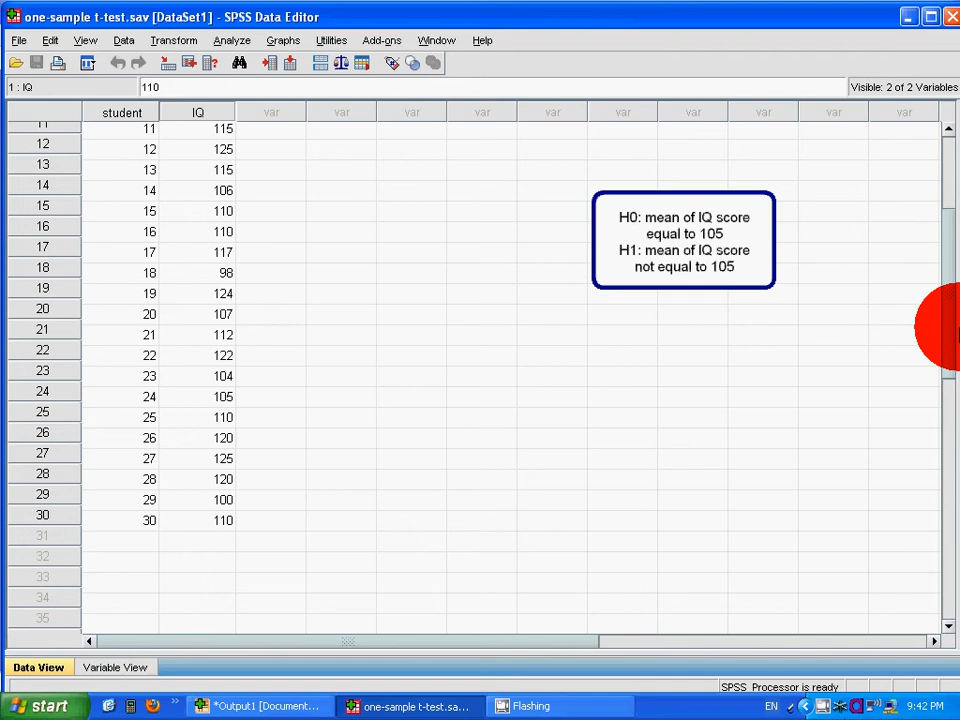 one-sample t-test.sav [DataSet1] - SPSS Data Editor
File Edit View Data Transform Analyze Graphs Utilities Add-ons Window Help
1 : IQ 110 Visible: 2 of 2 Variables
student IQ var var var var var var var var var var
11 11 115
12 12 125
13 13 115
14 14 106
15 15 110
16 16 110
17 17 117
18 18 98
19 19 124
20 20 107
21 21 112
22 22 122
23 23 104
24 24 105
25 25 110
26 26 120
27 27 125
28 28 120
29 29 100
30 30 110
31
32
33
34
35
H0: mean of IQ score
equal to 105
H1: mean of IQ score
not equal to 105
Data View Variable View
SPSS Processor is ready
start *Output1 [Document... one-sample t-test.sa... Flashing EN 9:42 PM